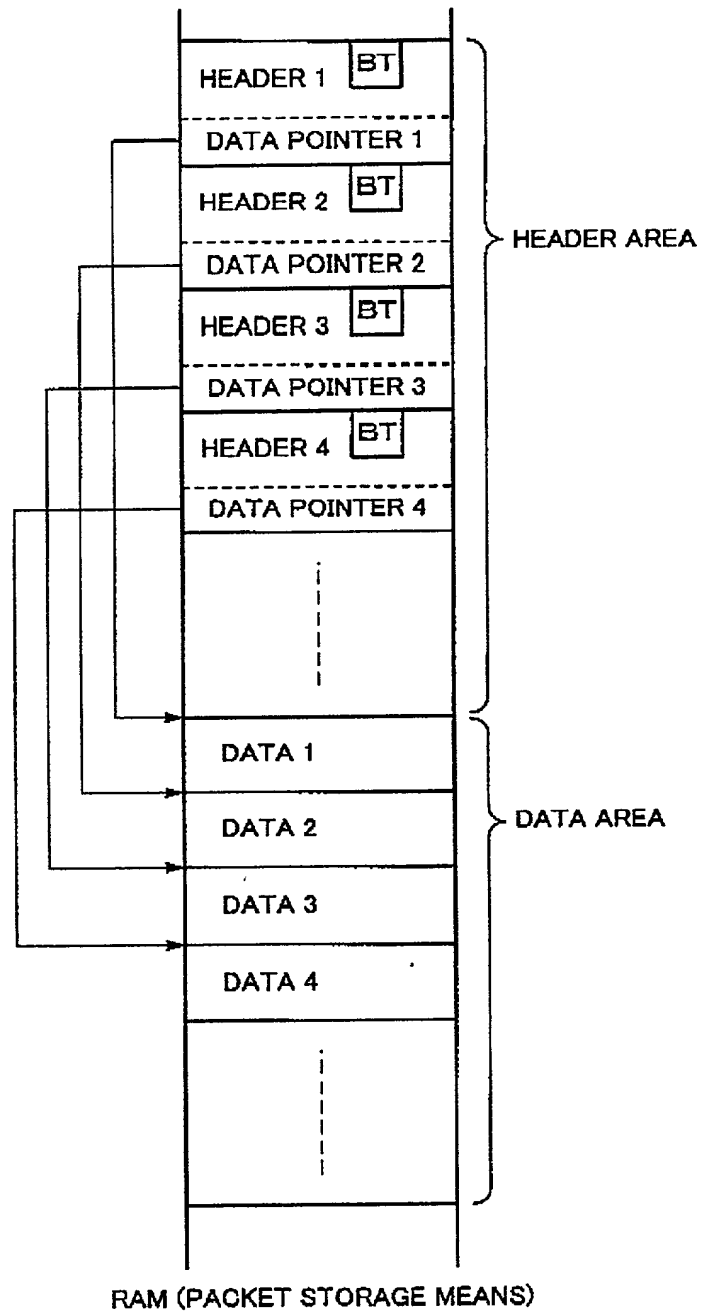 HEADER 1 BT
DATA POINTER 1
HEADER 2 BT
DATA POINTER 2
HEADER AREA
HEADER 3 BT
DATA POINTER 3
HEADER 4 BT
DATA POINTER 4
DATA 1
DATA 2
DATA AREA
DATA 3
DATA 4
RAM (PACKET STORAGE MEANS)